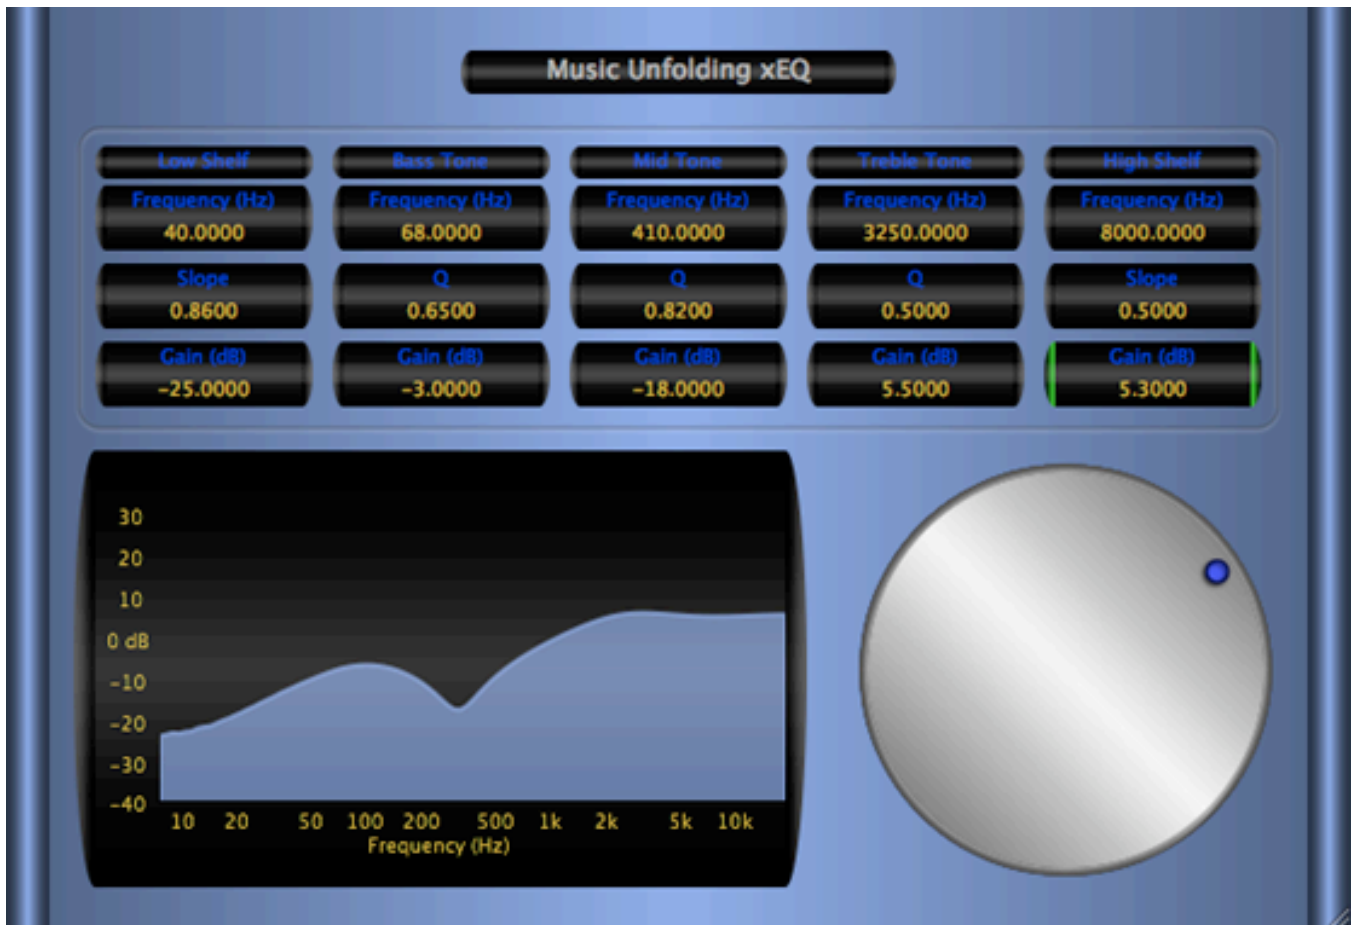 Music Unfolding xEQ
Low Shelf Bass Tone Mid Tone Treble Tone High Shelf
Frequency (Hz) Frequency (Hz) Frequency (Hz) Frequency (Hz) Frequency (Hz)
40.0000 68.0000 410.0000 3250.0000 8000.0000
Slope Q Q Q Slope
0.8600 0.6500 0.8200 0.5000 0.5000
Gain (dB) Gain (dB) Gain (dB) Gain (dB) Gain (dB)
-25.0000 -3.0000 -18.0000 5.5000 5.3000
30
20
10
0 dB
-10
-20
-30
-40
10 20 50 100 200 500 1k 2k 5k 10k
Frequency (Hz)